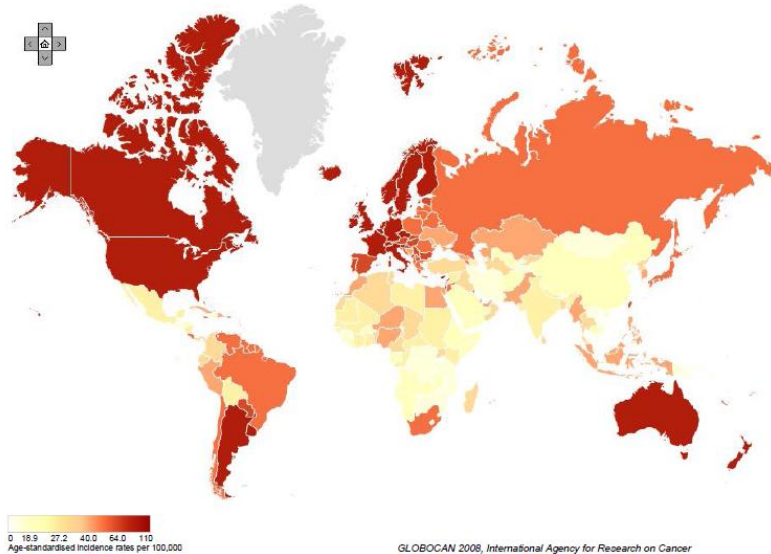 0 18.9 27.2 40.0 64.0 110
Age-standardised incidence rates per 100,000
GLOBOCAN 2008, International Agency for Research on Cancer